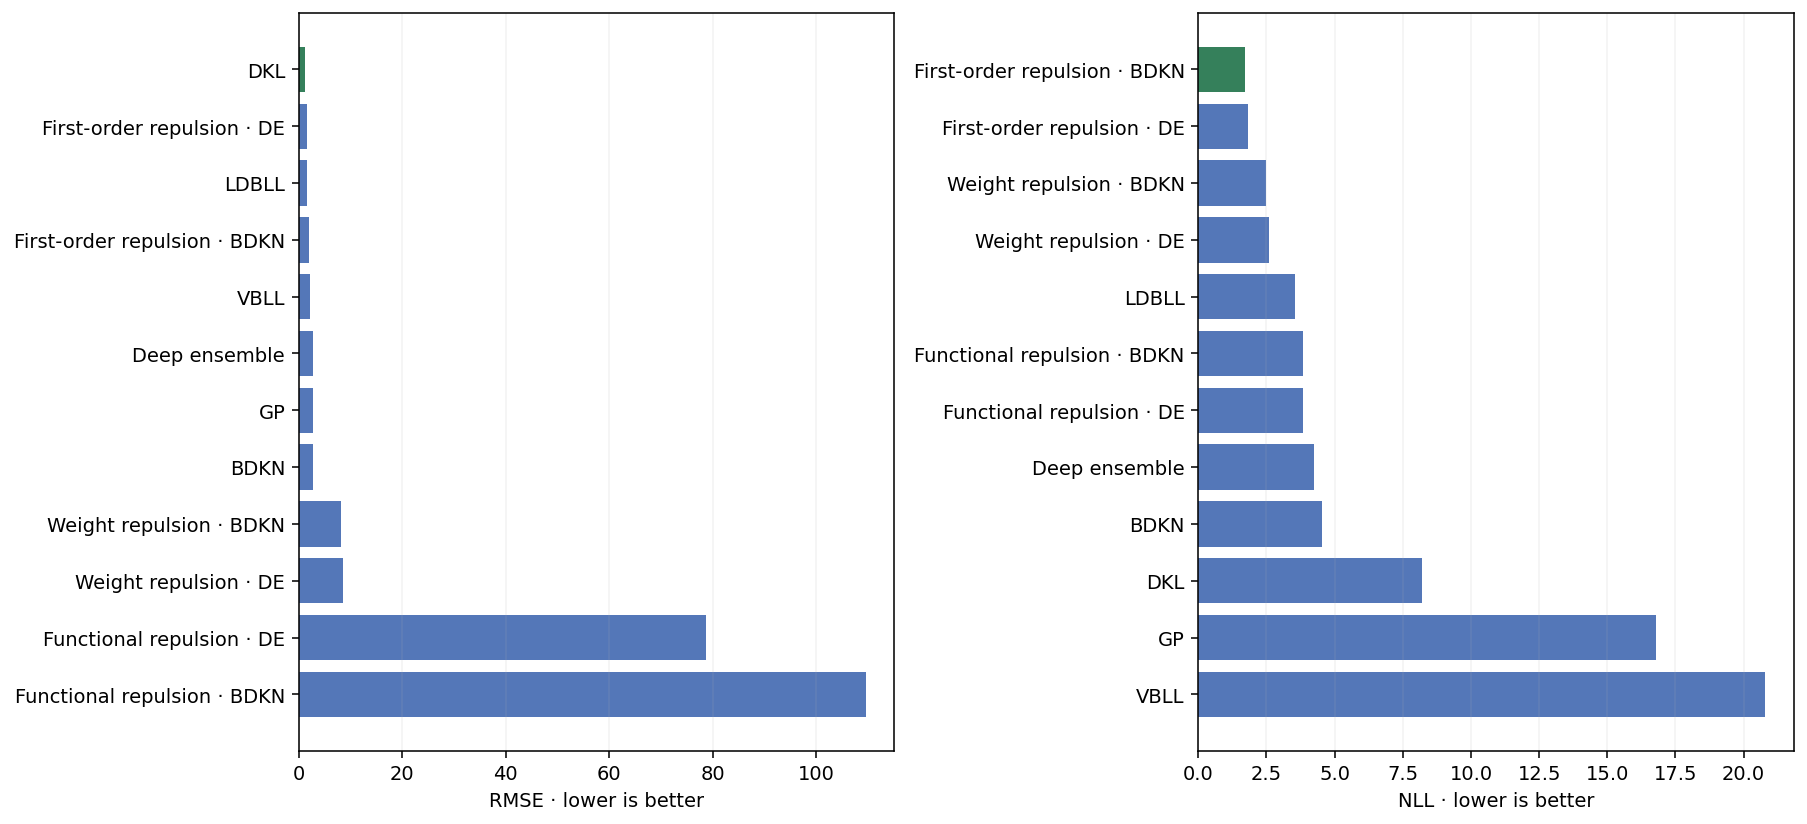 DKL
First-order repulsion · DE
LDBLL
First-order repulsion · BDKN
VBLL
Deep ensemble
GP
BDKN
Weight repulsion · BDKN
Weight repulsion · DE
Functional repulsion · DE
Functional repulsion · BDKN
0 20 40 60 80 100
RMSE · lower is better
First-order repulsion · BDKN
First-order repulsion · DE
Weight repulsion · BDKN
Weight repulsion · DE
LDBLL
Functional repulsion · BDKN
Functional repulsion · DE
Deep ensemble
BDKN
DKL
GP
VBLL
0.0 2.5 5.0 7.5 10.0 12.5 15.0 17.5 20.0
NLL · lower is better